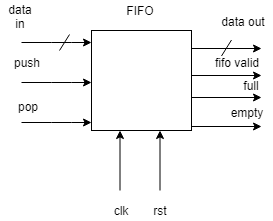 FIFO
data
in
push
pop
data out
fifo valid
full
empty
clk
rst